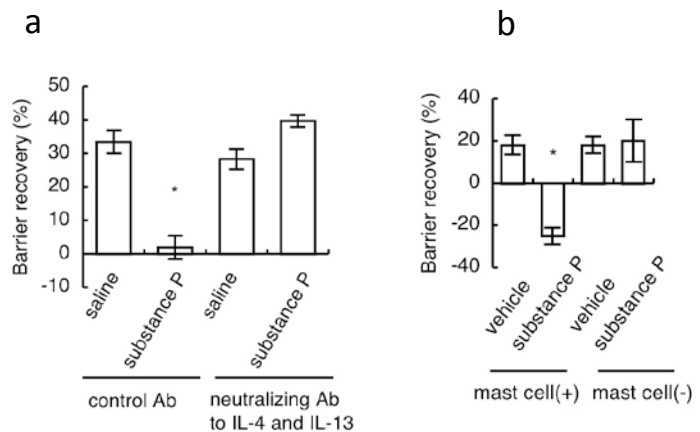 a
Barrier recovery (%)
50
40
30
20
10
0
-10
*
saline
substance P
saline
substance P
control Ab
neutralizing Ab
to IL-4 and IL-13
b
Barrier recovery (%)
40
20
0
-20
-40
*
vehicle
substance P
vehicle
substance P
mast cell(+)
mast cell(-)